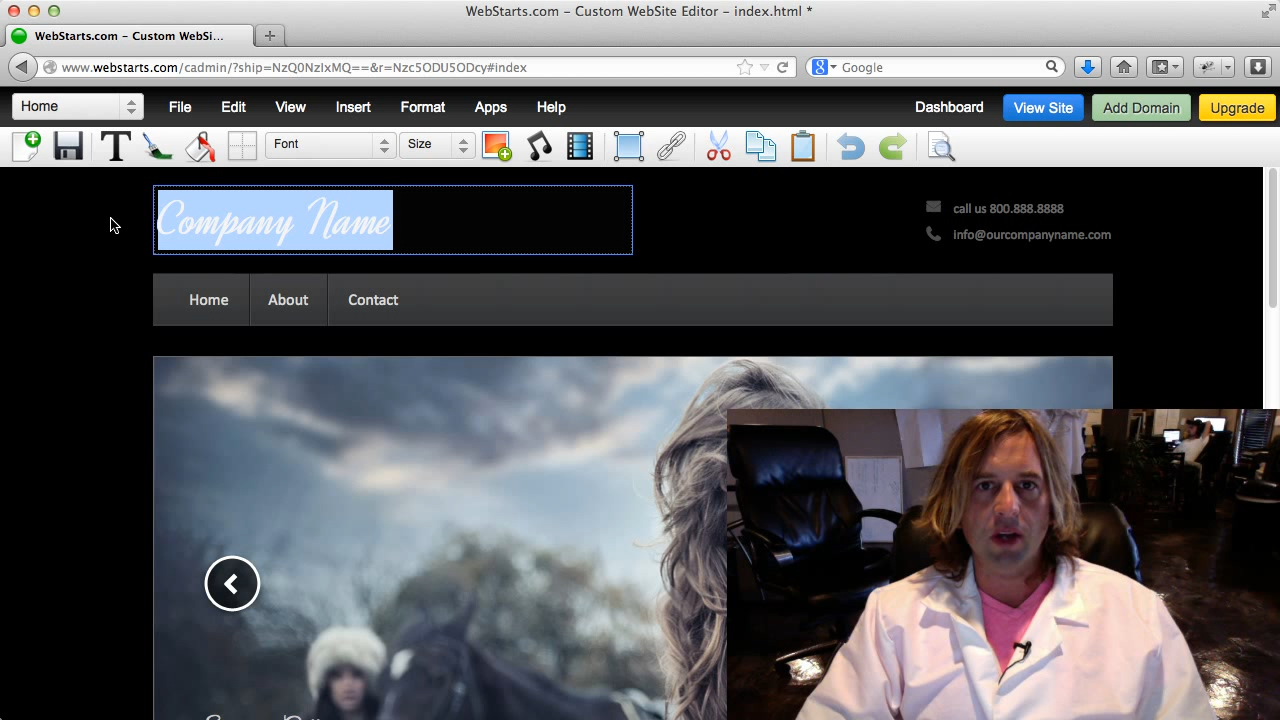 WebStarts.com – Custom WebSite Editor – index.html *
WebStarts.com – Custom WebSi...
www.webstarts.com/cadmin/?ship=NzQ0NzIxMQ==&r=Nzc5ODU5ODcy#index
Google
Home File Edit View Insert Format Apps Help Dashboard View Site Add Domain Upgrade
Font Size
Company Name
call us 800.888.8888
info@ourcompanyname.com
Home About Contact